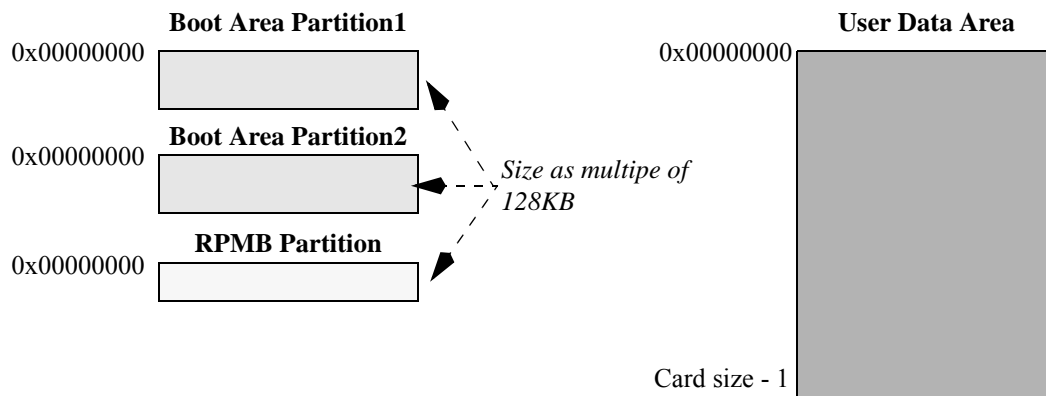 Boot Area Partition1
0x00000000
Boot Area Partition2
0x00000000
RPMB Partition
0x00000000
Size as multipe of
128KB
User Data Area
0x00000000
Card size - 1